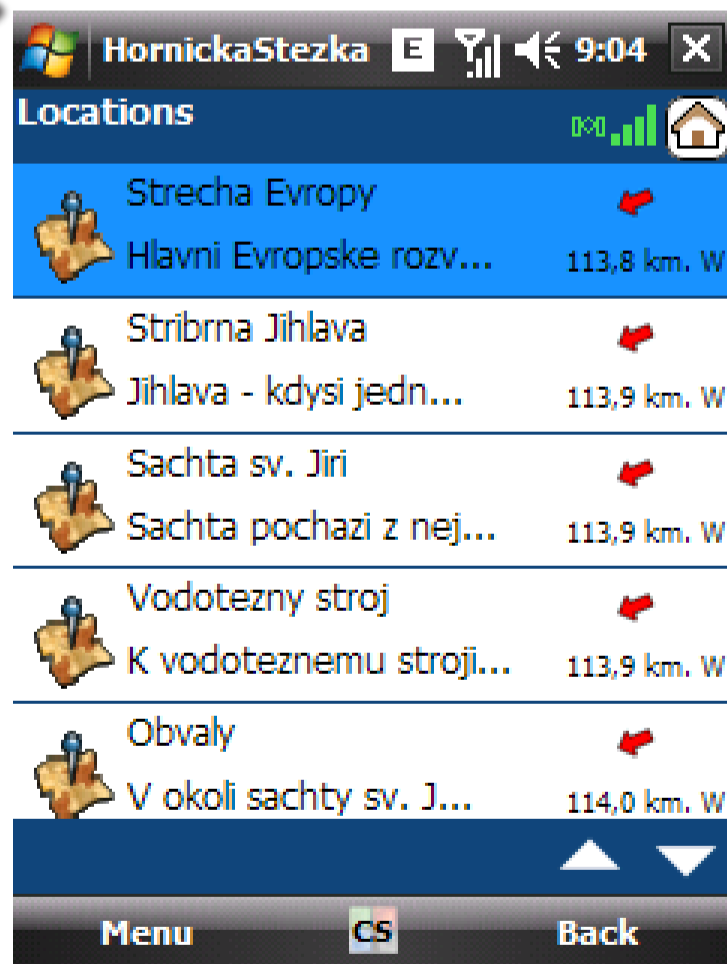 HornickaStezka E 9:04
Locations
Strecha Evropy
Hlavni Evropske rozv... 113,8 km. W
Stribrna Jihlava
Jihlava - kdysi jedn... 113,9 km. W
Sachta sv. Jiri
Sachta pochazi z nej... 113,9 km. W
Vodotezny stroj
K vodoteznemu stroji... 113,9 km. W
Obvaly
V okoli sachty sv. J... 114,0 km. W
Menu CS Back